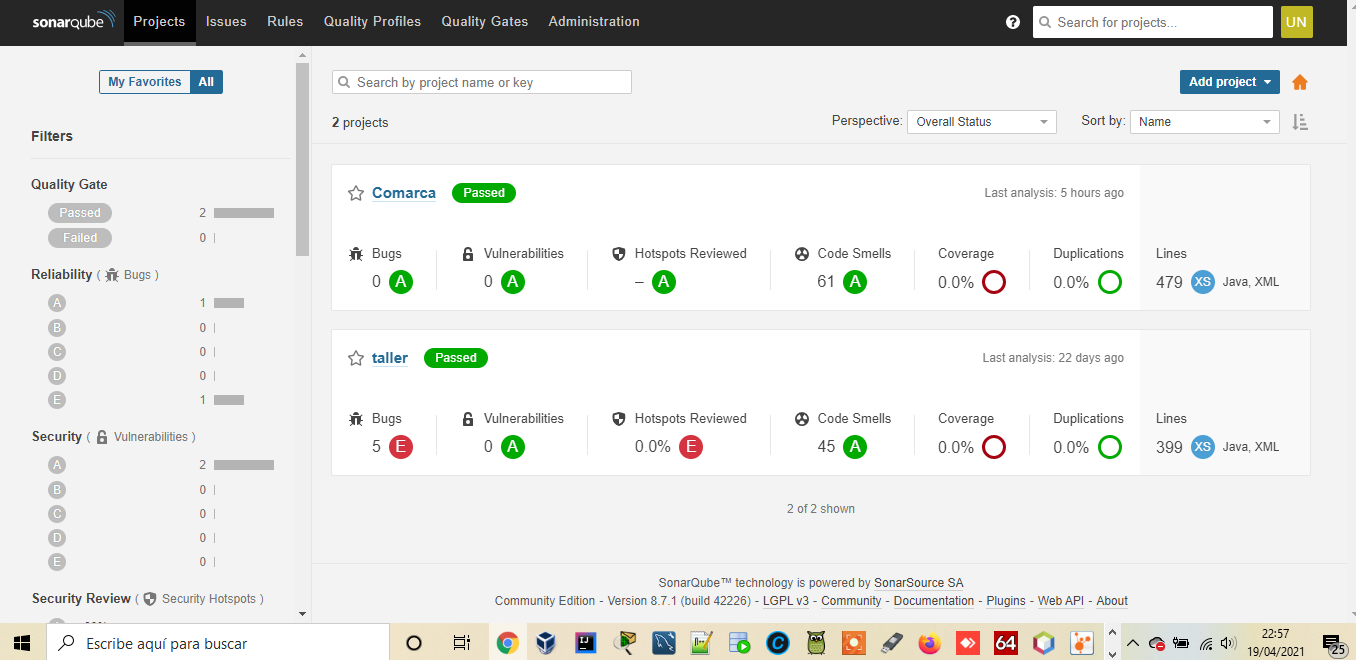 sonarqube Projects Issues Rules Quality Profiles Quality Gates Administration ? Search for projects... UN
My Favorites All
Filters
Quality Gate
Passed 2
Failed 0
Reliability ( Bugs )
A 1
B 0
C 0
D 0
E 1
Security ( Vulnerabilities )
A 2
B 0
C 0
D 0
E 0
Security Review ( Security Hotspots )
Search by project name or key Add project
2 projects Perspective: Overall Status Sort by: Name
Comarca Passed Last analysis: 5 hours ago
Bugs Vulnerabilities Hotspots Reviewed Code Smells Coverage Duplications Lines
0 A 0 A – A 61 A 0.0% 0.0% 479 XS Java, XML
taller Passed Last analysis: 22 days ago
Bugs Vulnerabilities Hotspots Reviewed Code Smells Coverage Duplications Lines
5 E 0 A 0.0% E 45 A 0.0% 0.0% 399 XS Java, XML
2 of 2 shown
SonarQube™ technology is powered by SonarSource SA
Community Edition - Version 8.7.1 (build 42226) - LGPL v3 - Community - Documentation - Plugins - Web API - About
Escribe aquí para buscar
IJ
C
64
22:57
19/04/2021
25